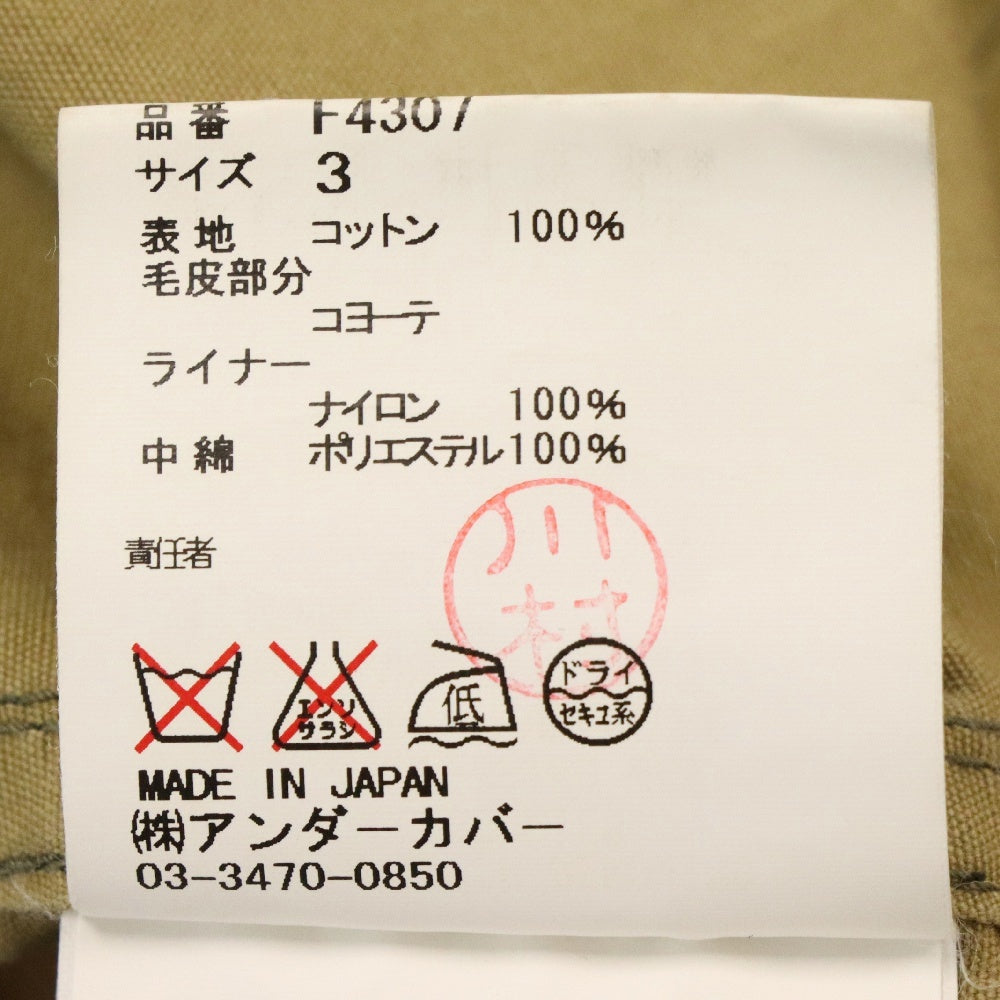 品番 F4307
サイズ 3
表地 コットン 100%
毛皮部分
コヨーテ
ライナー
ナイロン 100%
中綿 ポリエステル100%
責任者
川村
エンソサラシ
低
ドライ
セキユ系
MADE IN JAPAN
(株)アンダーカバー
03-3470-0850